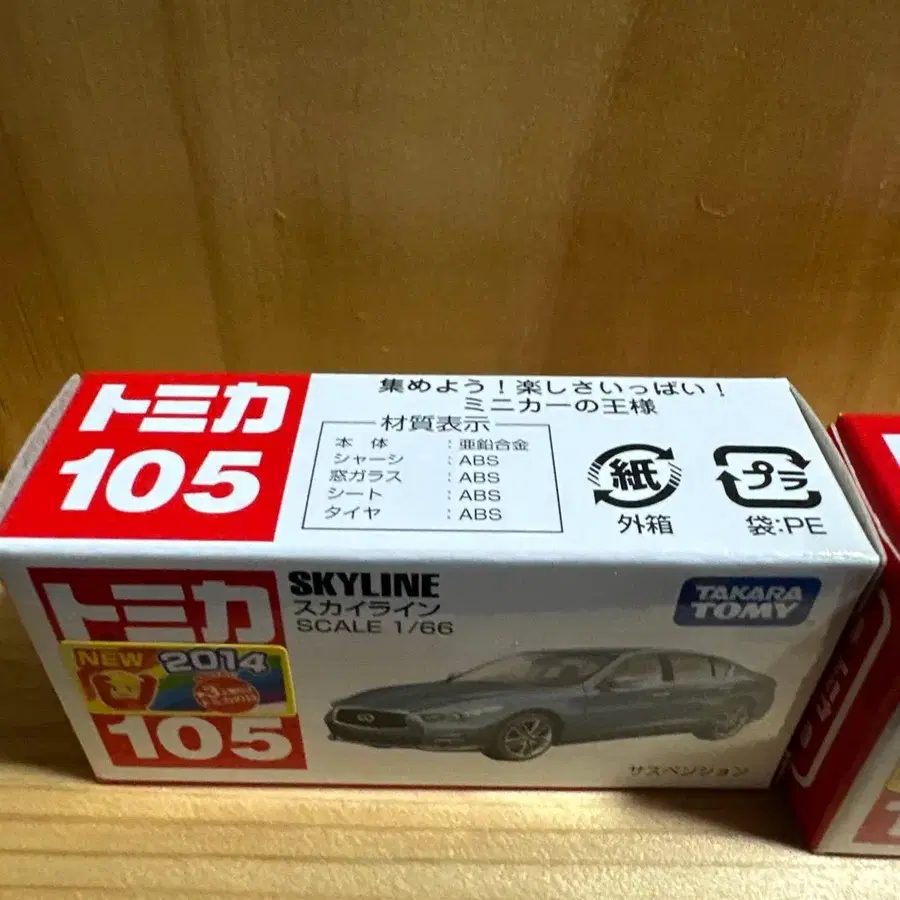 トミカ
105
集めよう！楽しさいっぱい！
ミニカーの王様
材質表示
本体：亜鉛合金
シャーシ：ABS
窓ガラス：ABS
シート：ABS
タイヤ：ABS
紙
外箱
プラ
袋:PE
トミカ
NEW 2014
105
SKYLINE
スカイライン
SCALE 1/66
TAKARA
TOMY
サスペンション